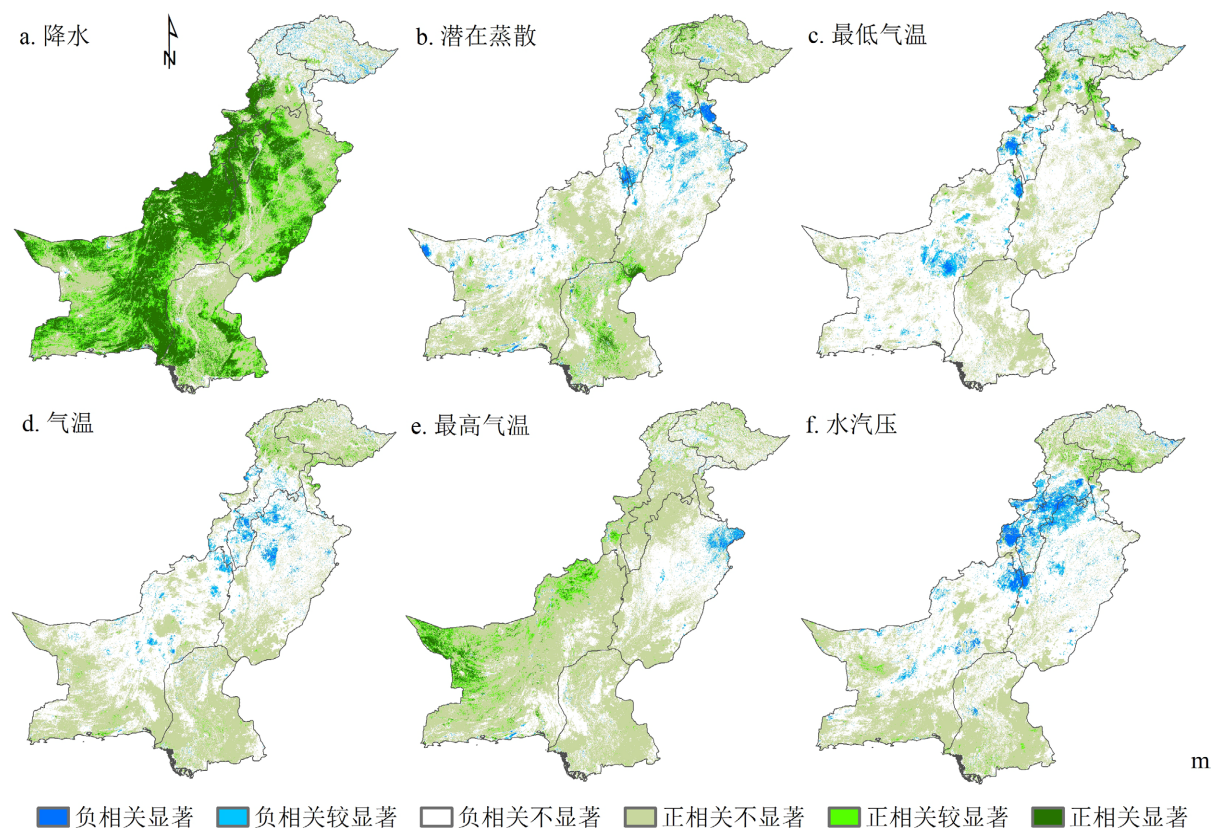 a. 降水
N
b. 潜在蒸散
c. 最低气温
d. 气温
e. 最高气温
f. 水汽压
m
负相关显著
负相关较显著
负相关不显著
正相关不显著
正相关较显著
正相关显著